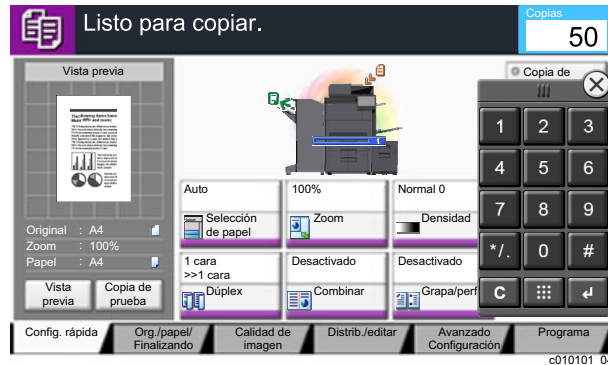 Listo para copiar.
Copias
50
Vista previa
Copia de
Original : A4
Zoom : 100%
Papel : A4
Vista
previa
Copia de
prueba
Auto
Selección
de papel
100%
Zoom
Normal 0
Densidad
1 cara
>>1 cara
Dúplex
Desactivado
Combinar
Desactivado
Grapa/perf
1 2 3
4 5 6
7 8 9
*/. 0 #
C
Config. rápida
Org./papel/
Finalizando
Calidad de
imagen
Distrib./editar
Avanzado
Configuración
Programa
c010101 04